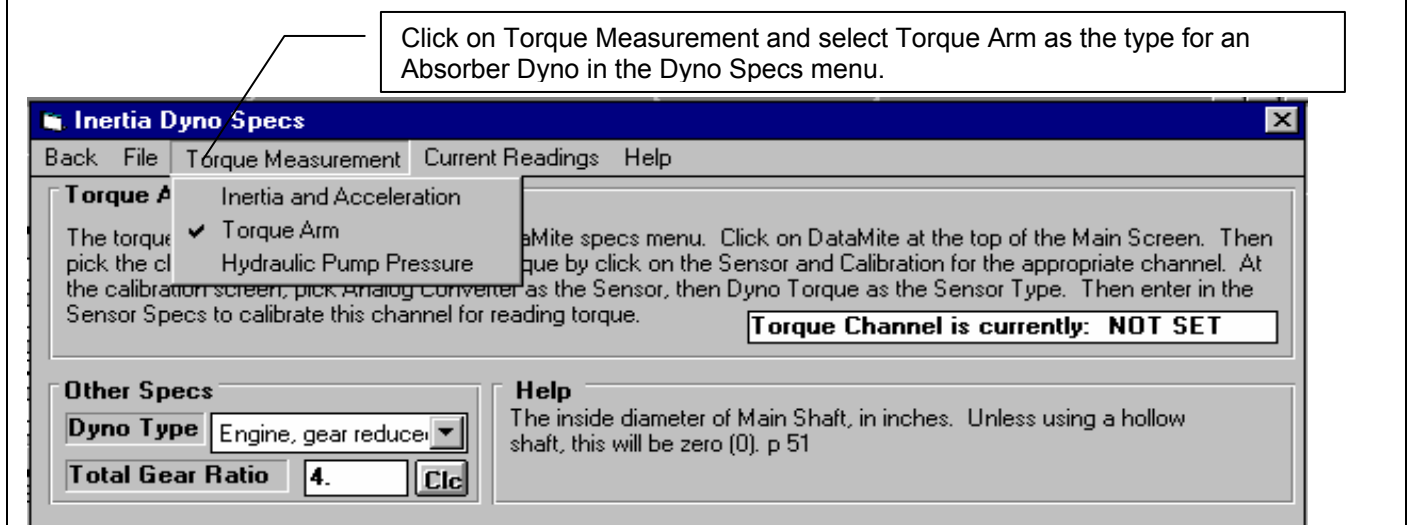 Click on Torque Measurement and select Torque Arm as the type for an
Absorber Dyno in the Dyno Specs menu.
Inertia Dyno Specs
Back File Torque Measurement Current Readings Help
Inertia and Acceleration
✔ Torque Arm
Hydraulic Pump Pressure
Torque A
The torque aMite specs menu. Click on DataMite at the top of the Main Screen. Then
pick the cl que by click on the Sensor and Calibration for the appropriate channel. At
the calibration screen, pick Analog Converter as the Sensor, then Dyno Torque as the Sensor Type. Then enter in the
Sensor Specs to calibrate this channel for reading torque.
Torque Channel is currently: NOT SET
Other Specs
Dyno Type Engine, gear reduce
Total Gear Ratio 4. Clc
Help
The inside diameter of Main Shaft, in inches. Unless using a hollow
shaft, this will be zero (0). p 51